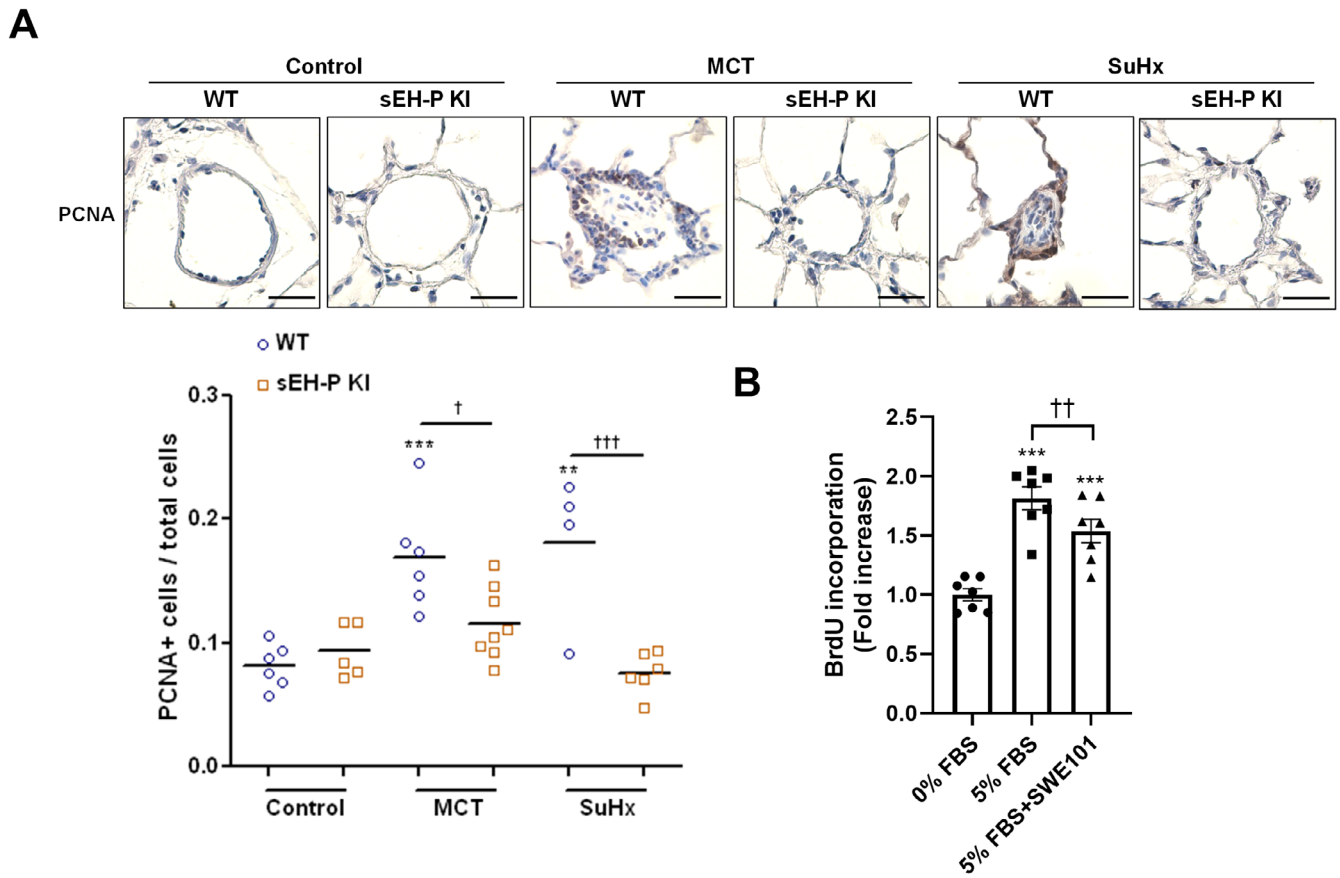 A
Control
MCT
SuHx
WT
sEH-P KI
WT
sEH-P KI
WT
sEH-P KI
PCNA
WT
sEH-P KI
PCNA+ cells / total cells
0.3
0.2
0.1
0.0
***
†
**
†††
Control
MCT
SuHx
B
BrdU incorporation
(Fold increase)
2.5
2.0
1.5
1.0
0.5
0.0
***
††
***
0% FBS
5% FBS
5% FBS+SWE101